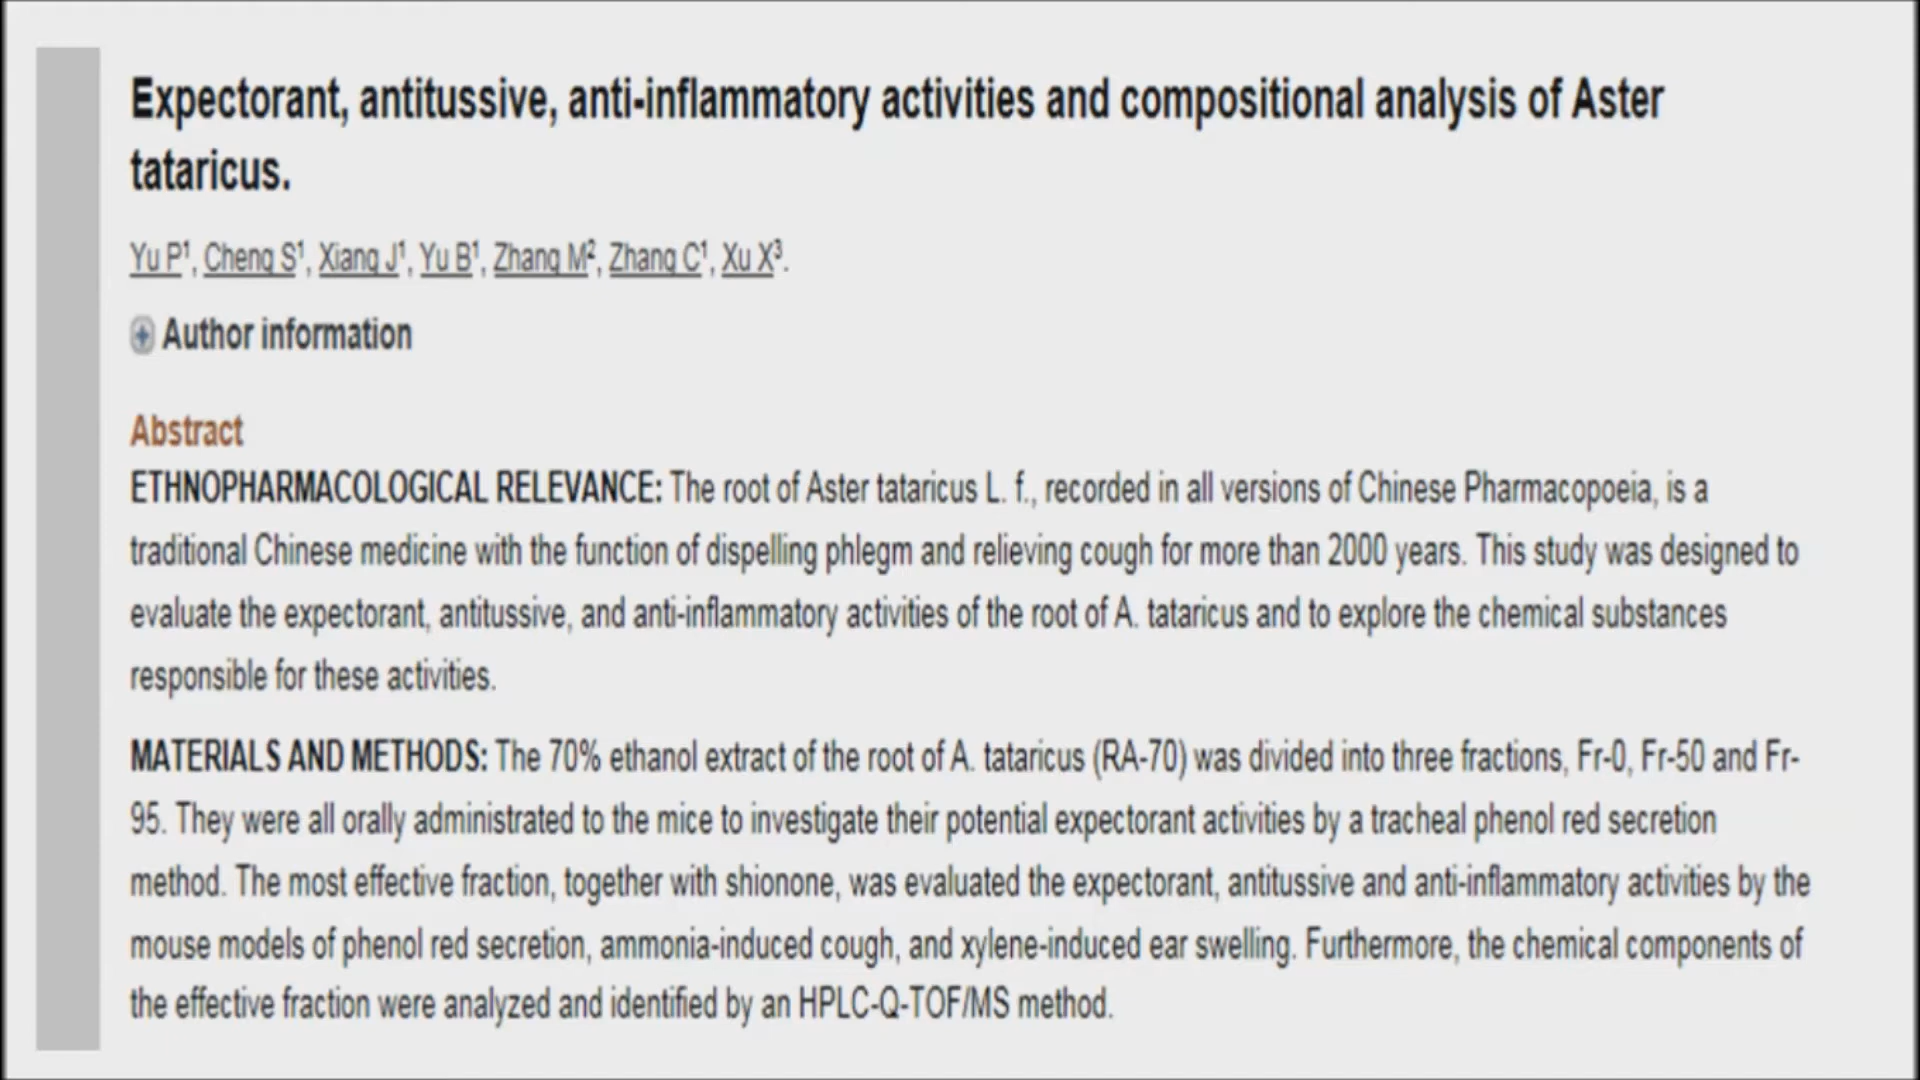 Expectorant, antitussive, anti-inflammatory activities and compositional analysis of Aster
tataricus.
Yu P1, Cheng S1, Xiang J1, Yu B1, Zhang M2, Zhang C1, Xu X3.
Author information
Abstract
ETHNOPHARMACOLOGICAL RELEVANCE: The root of Aster tataricus L. f., recorded in all versions of Chinese Pharmacopoeia, is a
traditional Chinese medicine with the function of dispelling phlegm and relieving cough for more than 2000 years. This study was designed to
evaluate the expectorant, antitussive, and anti-inflammatory activities of the root of A. tataricus and to explore the chemical substances
responsible for these activities.
MATERIALS AND METHODS: The 70% ethanol extract of the root of A. tataricus (RA-70) was divided into three fractions, Fr-0, Fr-50 and Fr-
95. They were all orally administrated to the mice to investigate their potential expectorant activities by a tracheal phenol red secretion
method. The most effective fraction, together with shionone, was evaluated the expectorant, antitussive and anti-inflammatory activities by the
mouse models of phenol red secretion, ammonia-induced cough, and xylene-induced ear swelling. Furthermore, the chemical components of
the effective fraction were analyzed and identified by an HPLC-Q-TOF/MS method.